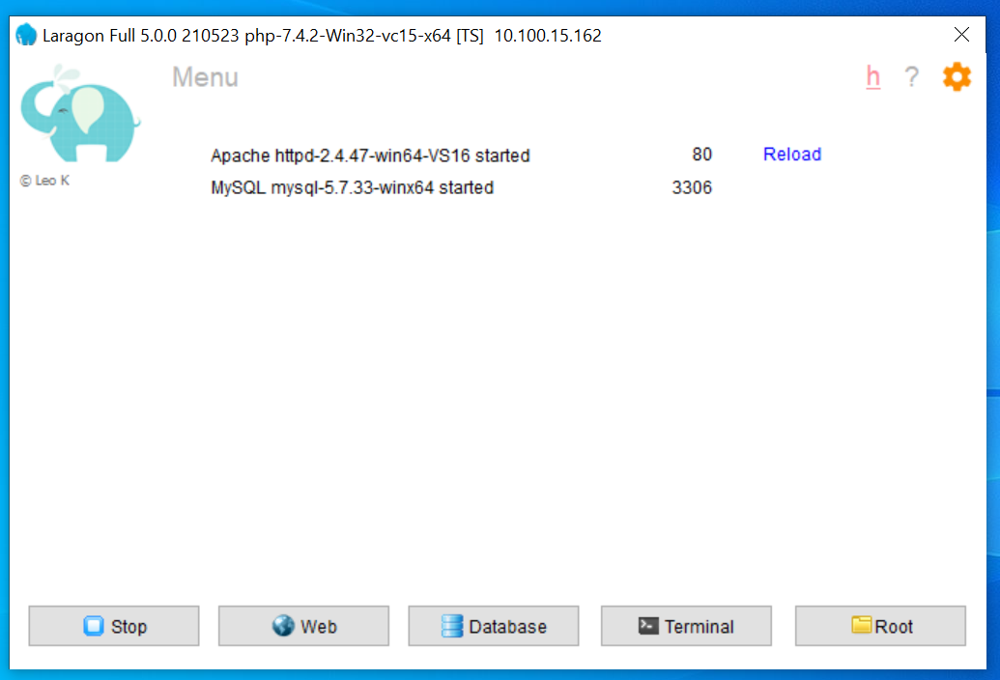 Laragon Full 5.0.0 210523 php-7.4.2-Win32-vc15-x64 [TS] 10.100.15.162
Menu h ?
Apache httpd-2.4.47-win64-VS16 started 80 Reload
MySQL mysql-5.7.33-winx64 started 3306
© Leo K
Stop Web Database Terminal Root